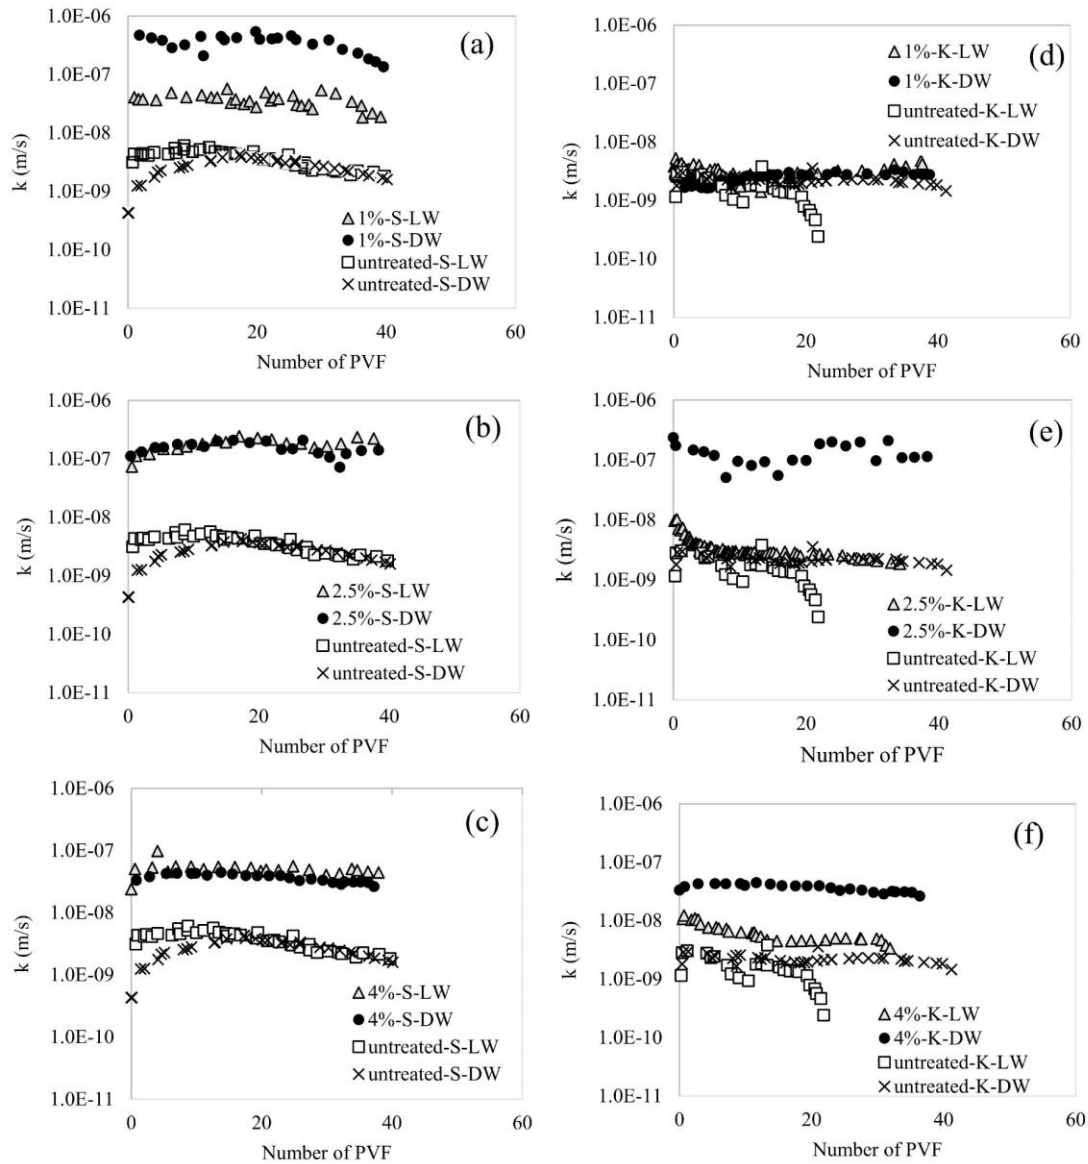 (a)
1.0E-06
1.0E-07
1.0E-08
1.0E-09
1.0E-10
1.0E-11
k (m/s)
1%-S-LW
1%-S-DW
untreated-S-LW
untreated-S-DW
0 20 40 60
Number of PVF
(d)
1.0E-06
1.0E-07
1.0E-08
1.0E-09
1.0E-10
1.0E-11
k (m/s)
1%-K-LW
1%-K-DW
untreated-K-LW
untreated-K-DW
0 20 40 60
Number of PVF
(b)
1.0E-06
1.0E-07
1.0E-08
1.0E-09
1.0E-10
1.0E-11
k (m/s)
2.5%-S-LW
2.5%-S-DW
untreated-S-LW
untreated-S-DW
0 20 40 60
Number of PVF
(e)
1.0E-06
1.0E-07
1.0E-08
1.0E-09
1.0E-10
1.0E-11
k (m/s)
2.5%-K-LW
2.5%-K-DW
untreated-K-LW
untreated-K-DW
0 20 40 60
Number of PVF
(c)
1.0E-06
1.0E-07
1.0E-08
1.0E-09
1.0E-10
1.0E-11
k (m/s)
4%-S-LW
4%-S-DW
untreated-S-LW
untreated-S-DW
0 20 40 60
Number of PVF
(f)
1.0E-06
1.0E-07
1.0E-08
1.0E-09
1.0E-10
1.0E-11
k (m/s)
4%-K-LW
4%-K-DW
untreated-K-LW
untreated-K-DW
0 20 40 60
Number of PVF